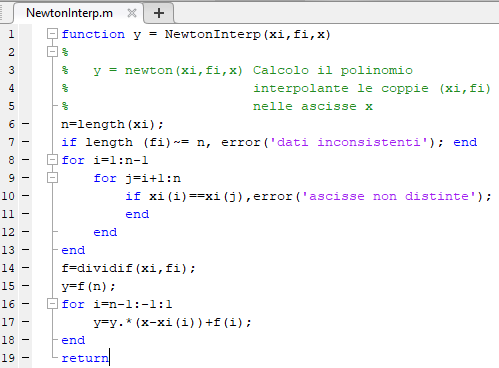 NewtonInterp.m × +
1 function y = NewtonInterp(xi,fi,x)
2 %
3 % y = newton(xi,fi,x) Calcolo il polinomio
4 % interpolante le coppie (xi,fi)
5 % nelle ascisse x
6 - n=length(xi);
7 - if length (fi)~= n, error('dati inconsistenti'); end
8 - for i=1:n-1
9 - for j=i+1:n
10 - if xi(i)==xi(j),error('ascisse non distinte');
11 - end
12 - end
13 - end
14 - f=dividif(xi,fi);
15 - y=f(n);
16 - for i=n-1:-1:1
17 - y=y.*(x-xi(i))+f(i);
18 - end
19 - return